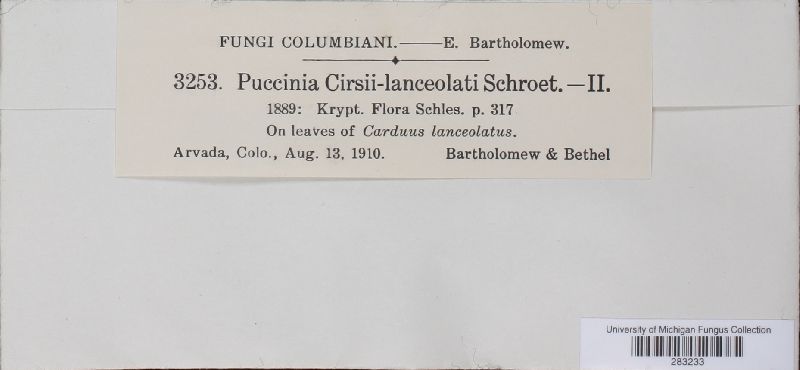 FUNGI COLUMBIANI.——E. Bartholomew.
3253. Puccinia Cirsii-lanceolati Schroet.—II.
1889: Krypt. Flora Schles. p. 317
On leaves of Carduus lanceolatus.
Arvada, Colo., Aug. 13, 1910. Bartholomew & Bethel
University of Michigan Fungus Collection
283233